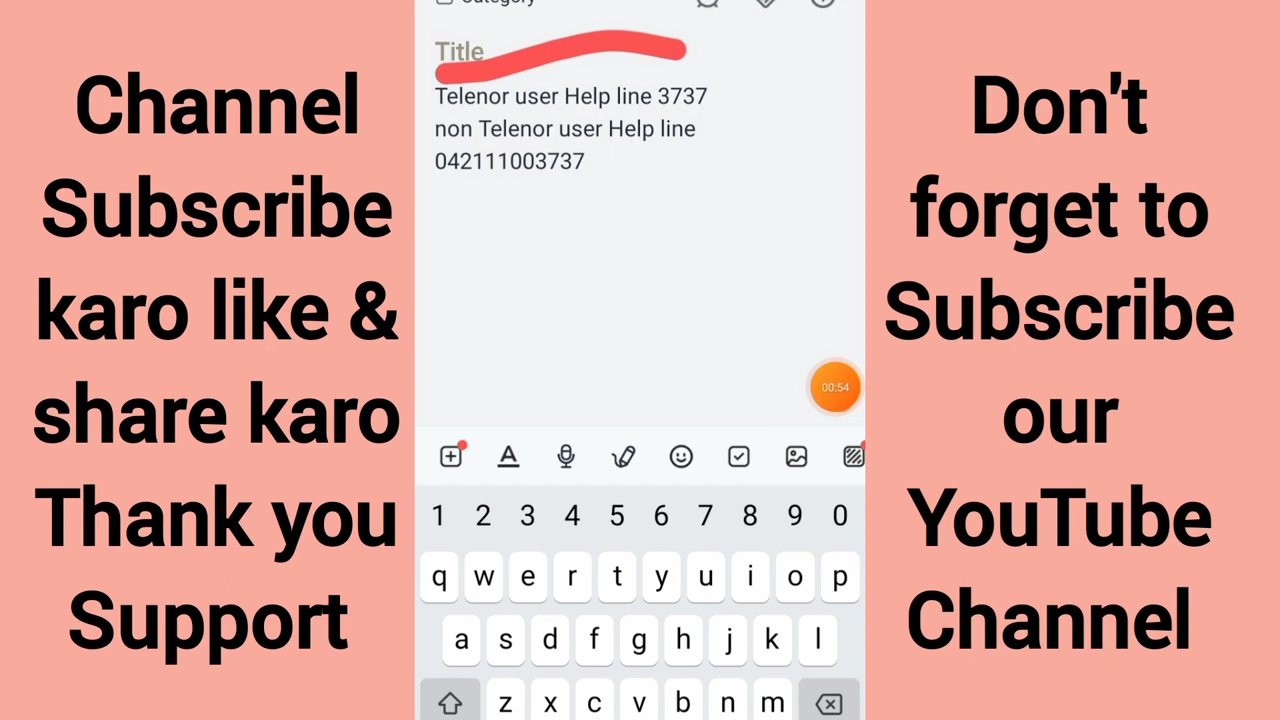 Channel
Subscribe
karo like &
share karo
Thank you
Support
Category
Title
Telenor user Help line 3737
non Telenor user Help line
042111003737
00:54
A
1 2 3 4 5 6 7 8 9 0
q w e r t y u i o p
a s d f g h j k l
z x c v b n m
Don't
forget to
Subscribe
our
YouTube
Channel